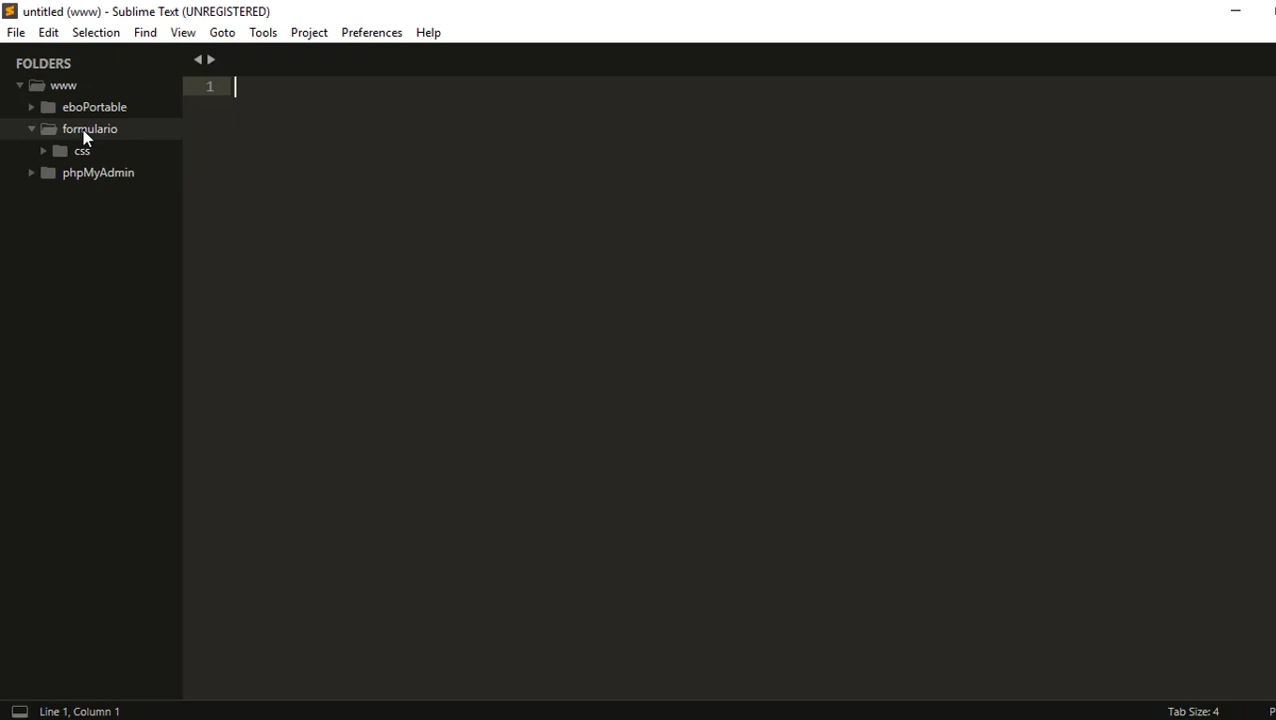 untitled (www) - Sublime Text (UNREGISTERED)
File Edit Selection Find View Goto Tools Project Preferences Help
FOLDERS
www
eboPortable
formulario
css
phpMyAdmin
1
Line 1, Column 1
Tab Size: 4
P